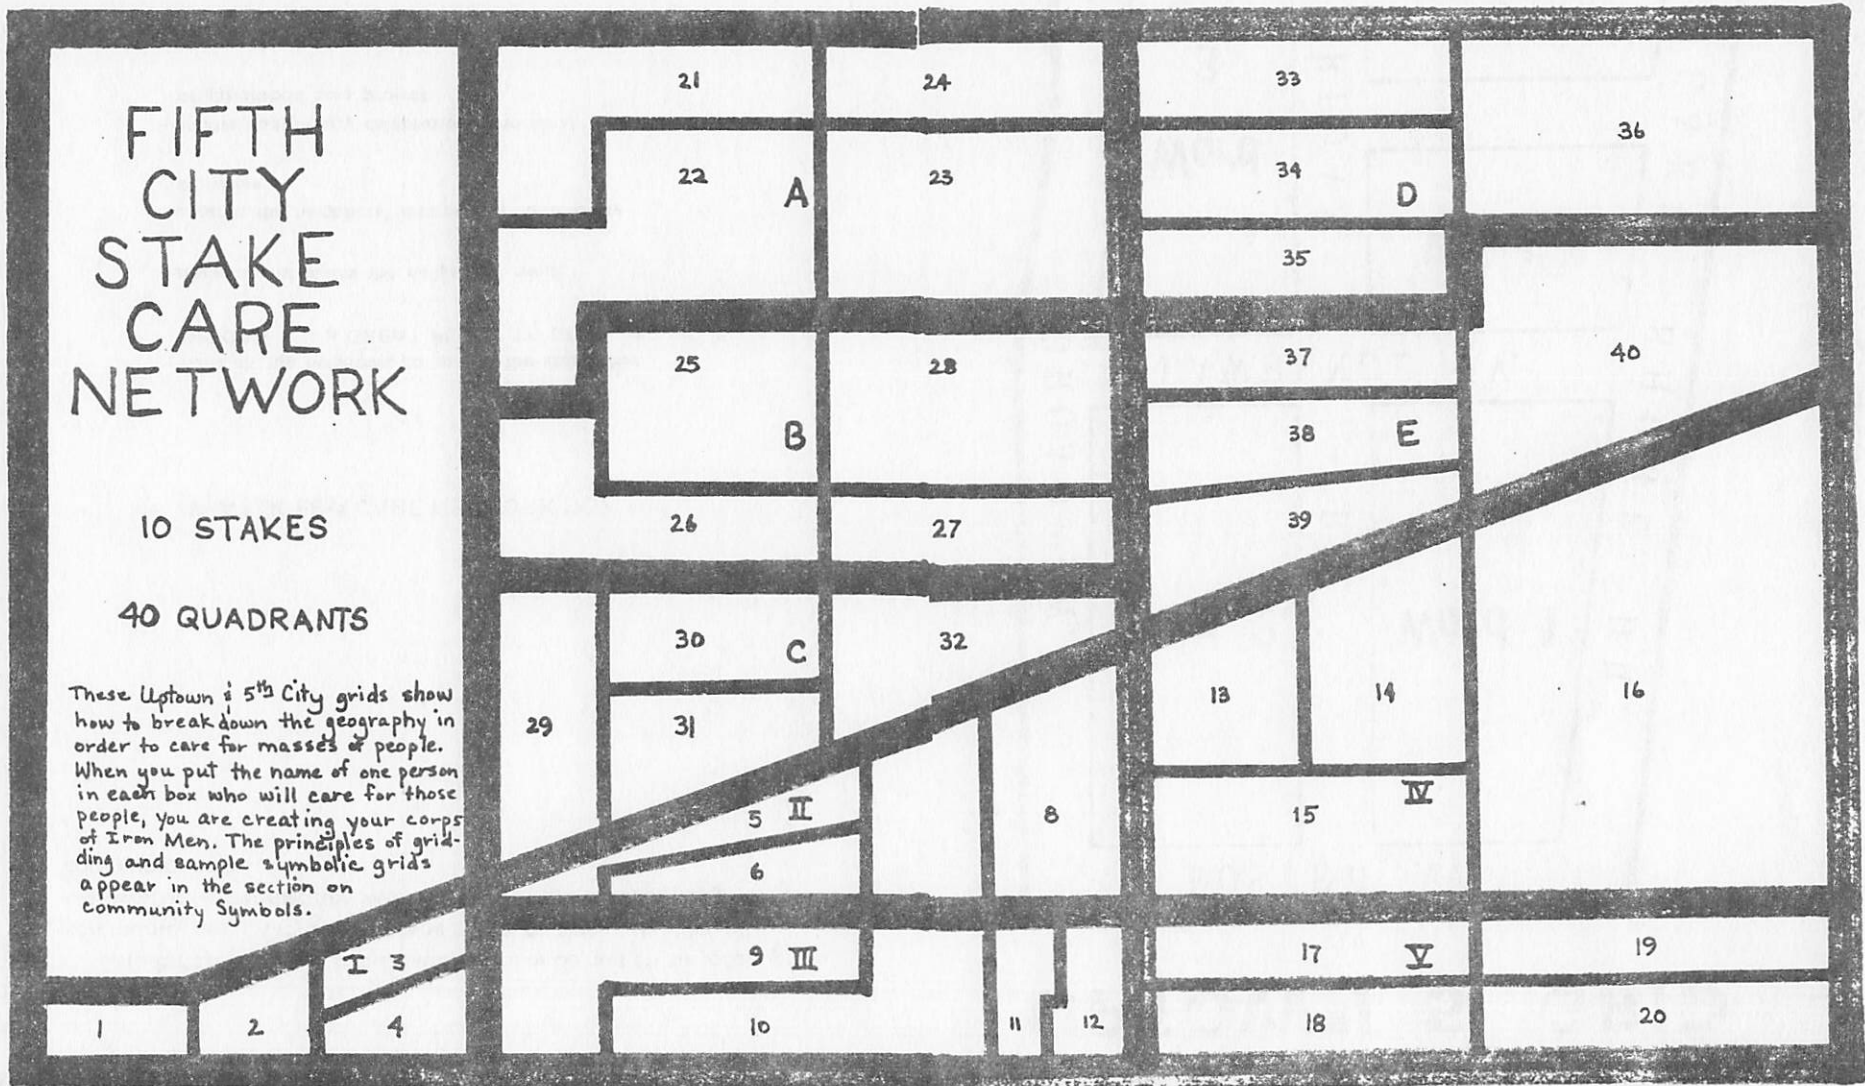 FIFTH
CITY
STAKE
CARE
NETWORK
10 STAKES
40 QUADRANTS
These Uptown & 5th City grids show
how to break down the geography in
order to care for masses of people.
When you put the name of one person
in each box who will care for those
people, you are creating your corps
of Iron Men. The principles of grid-
ding and sample symbolic grids
appear in the section on
community Symbols.
21
24
33
36
22
A
23
34
D
35
25
28
37
40
B
38
E
26
27
39
30
C
32
29
31
13
14
16
5
II
8
15
IV
6
I
3
9
III
17
V
19
1
2
4
10
11
12
18
20